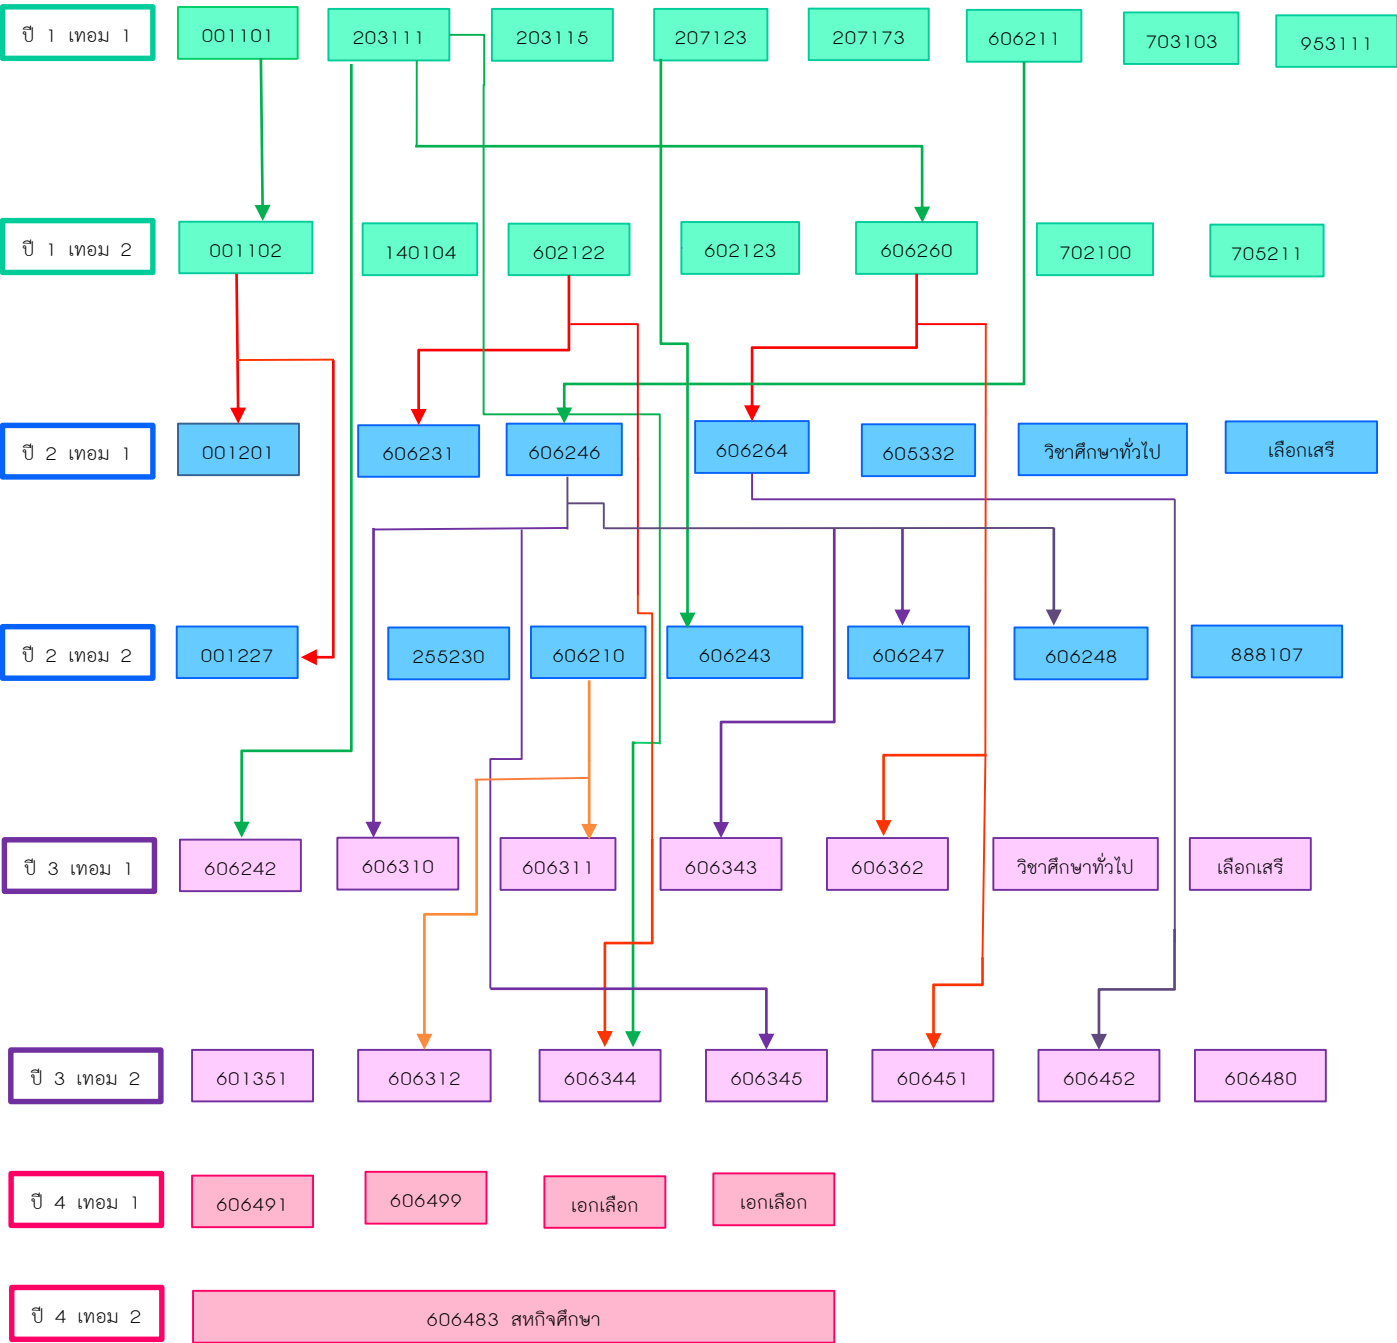 ปี 1 เทอม 1
001101
203111
203115
207123
207173
606211
703103
953111
ปี 1 เทอม 2
001102
140104
602122
602123
606260
702100
705211
ปี 2 เทอม 1
001201
606231
606246
606264
605332
วิชาศึกษาทั่วไป
เลือกเสรี
ปี 2 เทอม 2
001227
255230
606210
606243
606247
606248
888107
ปี 3 เทอม 1
606242
606310
606311
606343
606362
วิชาศึกษาทั่วไป
เลือกเสรี
ปี 3 เทอม 2
601351
606312
606344
606345
606451
606452
606480
ปี 4 เทอม 1
606491
606499
เอกเลือก
เอกเลือก
ปี 4 เทอม 2
606483 สหกิจศึกษา